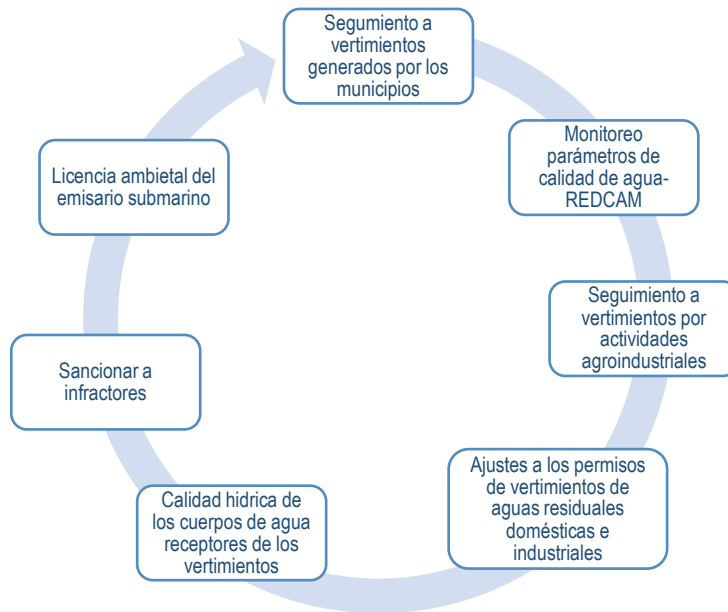 Segumiento a
vertimientos
generados por los
municipios
Monitoreo
parámetros de
calidad de agua-
REDCAM
Seguimiento a
vertimientos por
actividades
agroindustriales
Ajustes a los permisos
de vertimientos de
aguas residuales
domésticas e
industriales
Calidad hidrica de
los cuerpos de agua
receptores de los
vertimientos
Sancionar a
infractores
Licencia ambietal del
emisario submarino